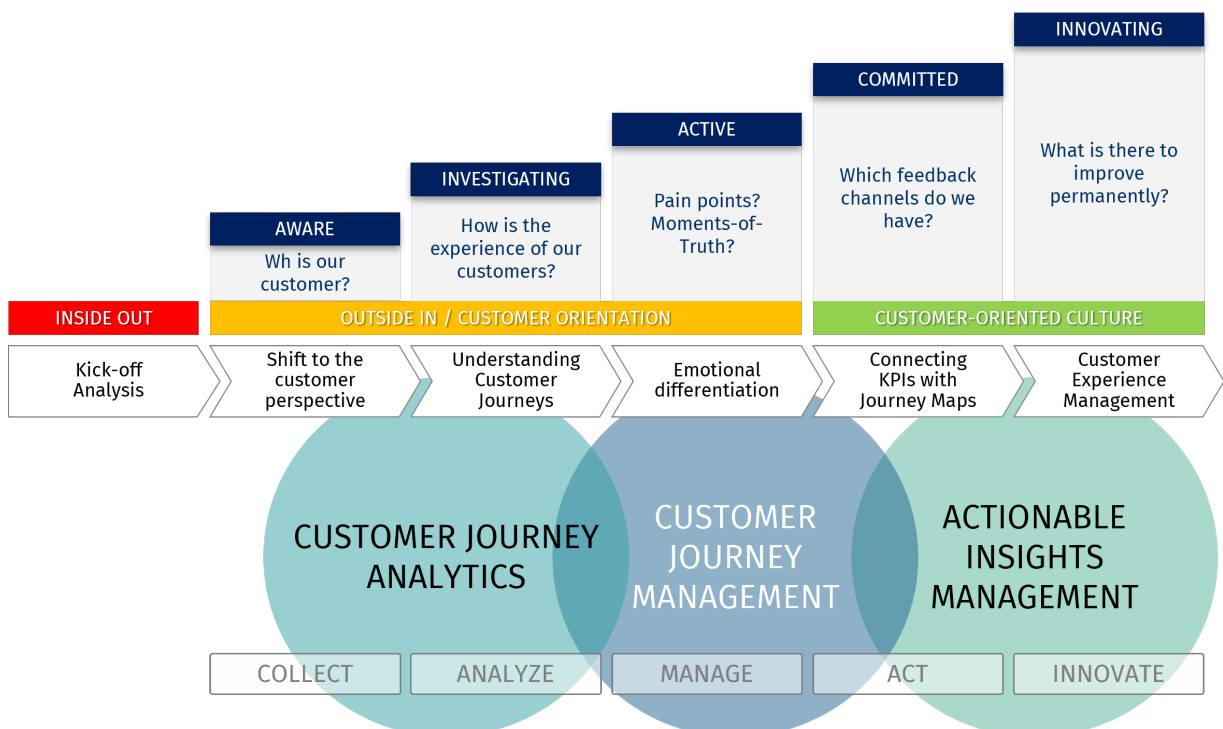 INNOVATING
COMMITTED
ACTIVE
What is there to
improve
permanently?
INVESTIGATING
Which feedback
channels do we
have?
Pain points?
Moments-of-
Truth?
AWARE
How is the
experience of our
customers?
Wh is our
customer?
INSIDE OUT
OUTSIDE IN / CUSTOMER ORIENTATION
CUSTOMER-ORIENTED CULTURE
Kick-off
Analysis
Shift to the
customer
perspective
Understanding
Customer
Journeys
Emotional
differentiation
Connecting
KPIs with
Journey Maps
Customer
Experience
Management
CUSTOMER JOURNEY
ANALYTICS
CUSTOMER
JOURNEY
MANAGEMENT
ACTIONABLE
INSIGHTS
MANAGEMENT
COLLECT
ANALYZE
MANAGE
ACT
INNOVATE